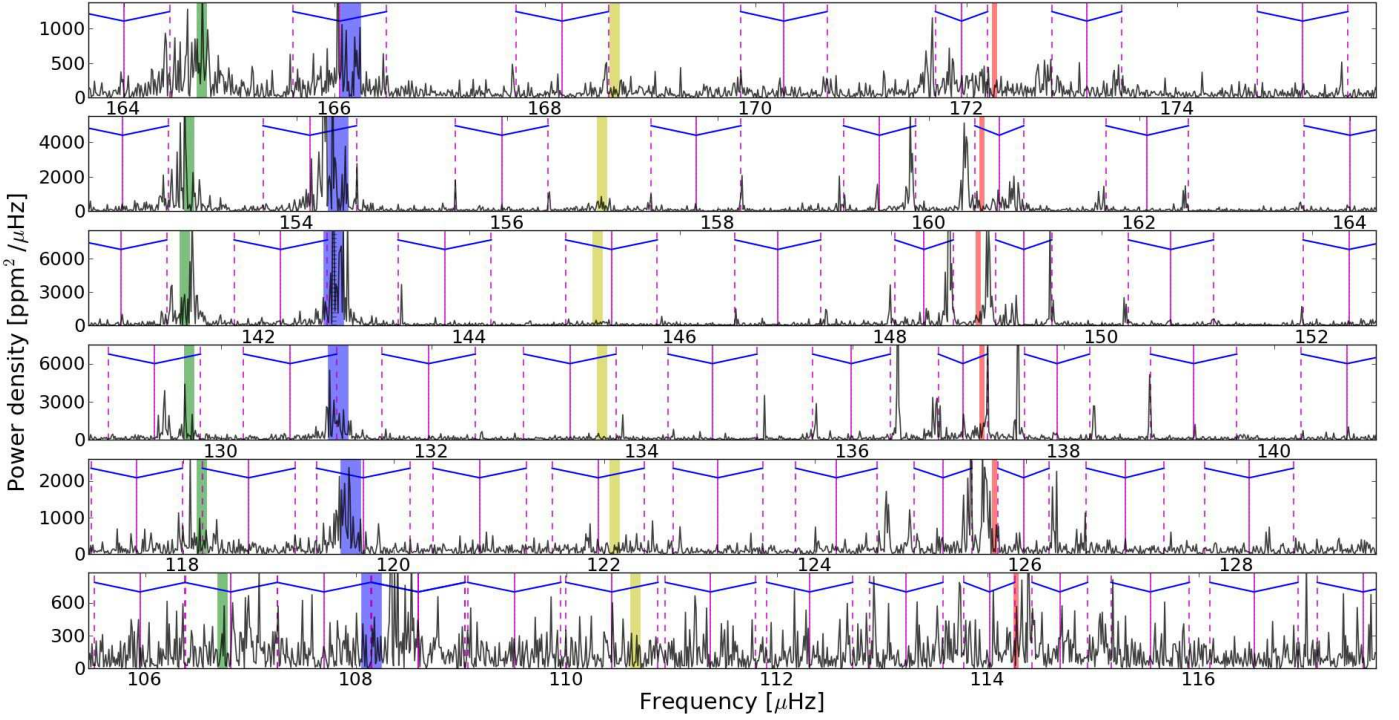 1000
500
0
164 166 168 170 172 174
4000
2000
0
154 156 158 160 162 164
6000
3000
0
142 144 146 148 150 152
6000
3000
0
130 132 134 136 138 140
2000
1000
0
118 120 122 124 126 128
600
300
0
106 108 110 112 114 116
Power density [ppm² /μHz]
Frequency [μHz]